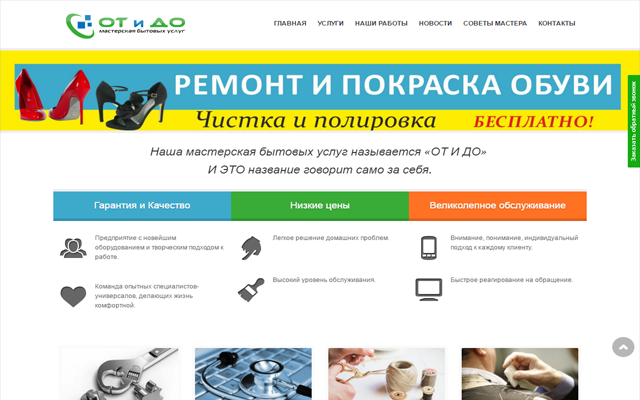 ОТ и ДО
мастерская бытовых услуг
ГЛАВНАЯ УСЛУГИ НАШИ РАБОТЫ НОВОСТИ СОВЕТЫ МАСТЕРА КОНТАКТЫ
РЕМОНТ И ПОКРАСКА ОБУВИ
Чистка и полировка БЕСПЛАТНО!
Заказать обратный звонок
Наша мастерская бытовых услуг называется «ОТ И ДО»
И ЭТО название говорит само за себя.
Гарантия и Качество
Низкие цены
Великолепное обслуживание
Предприятие с новейшим
оборудованием и творческим подходом к
работе.
Легкое решение домашних проблем.
Внимание, понимание, индивидуальный
подход к каждому клиенту.
Команда опытных специалистов-
универсалов, делающих жизнь
комфортной.
Высокий уровень обслуживания.
Быстрое реагирование на обращение.